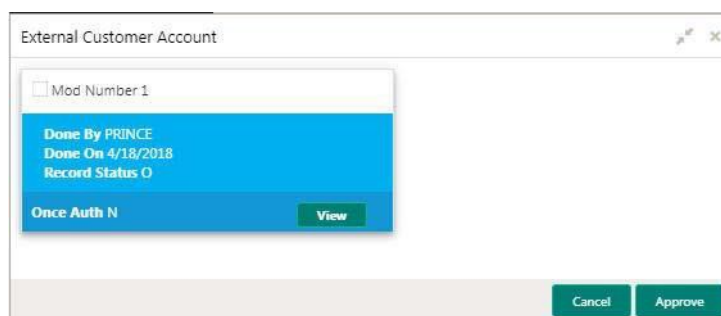 External Customer Account
Mod Number 1
Done By PRINCE
Done On 4/18/2018
Record Status O
Once Auth N
View
Cancel
Approve